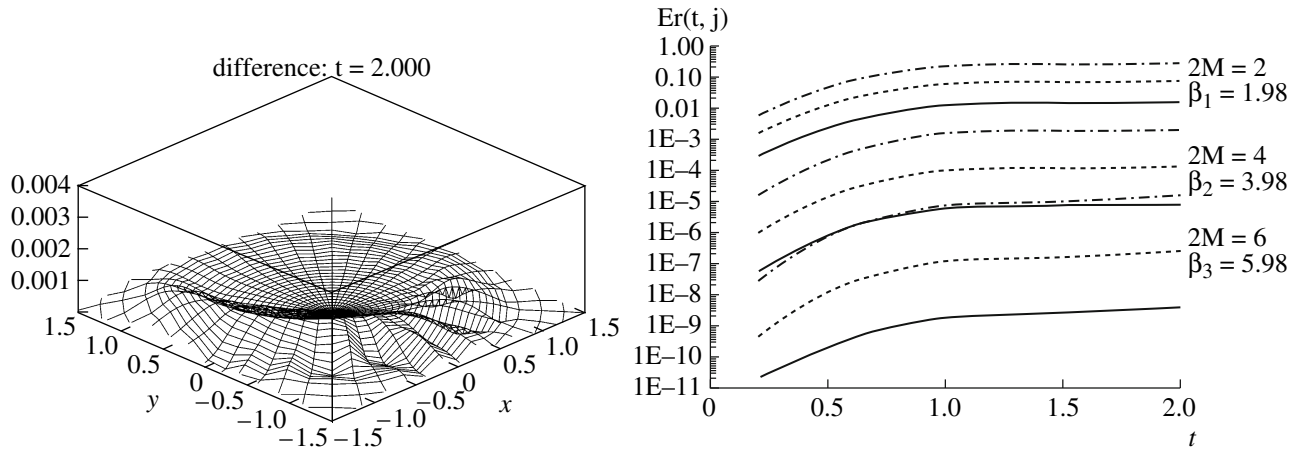 difference: t = 2.000
0.004
0.003
0.002
0.001
1.5
1.0
0.5
0
−0.5
−1.0
−1.5
y
−1.5
−1.0
−0.5
0
0.5
1.0
1.5
x
Er(t, j)
1.00
0.10
0.01
1E−3
1E−4
1E−5
1E−6
1E−7
1E−8
1E−9
1E−10
1E−11
0
0.5
1.0
1.5
2.0
t
2M = 2
β1 = 1.98
2M = 4
β2 = 3.98
2M = 6
β3 = 5.98